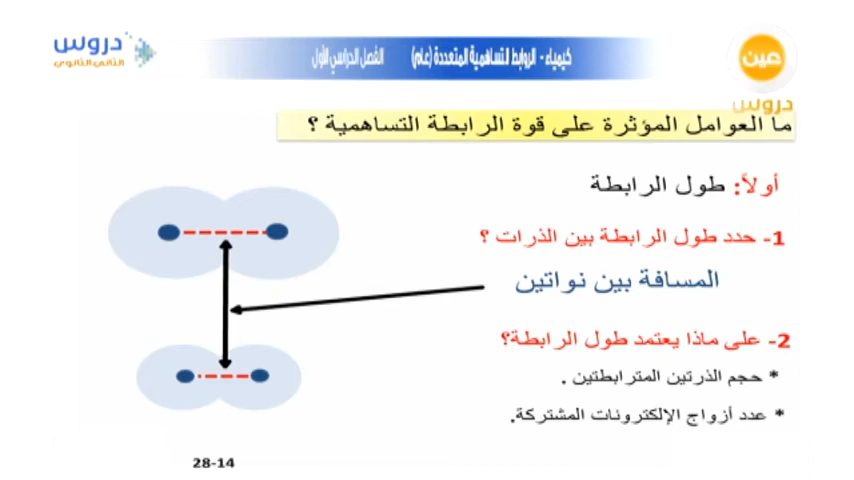 دروس
الثاني الثانوي
كيمياء - الروابط التساهمية المتعددة (عام) الفصل الدراسي الأول
عين
دروس
ما العوامل المؤثرة على قوة الرابطة التساهمية ؟
أولاً: طول الرابطة
1- حدد طول الرابطة بين الذرات ؟
المسافة بين نواتين
2- على ماذا يعتمد طول الرابطة؟
* حجم الذرتين المترابطتين .
* عدد أزواج الإلكترونات المشتركة.
28-14